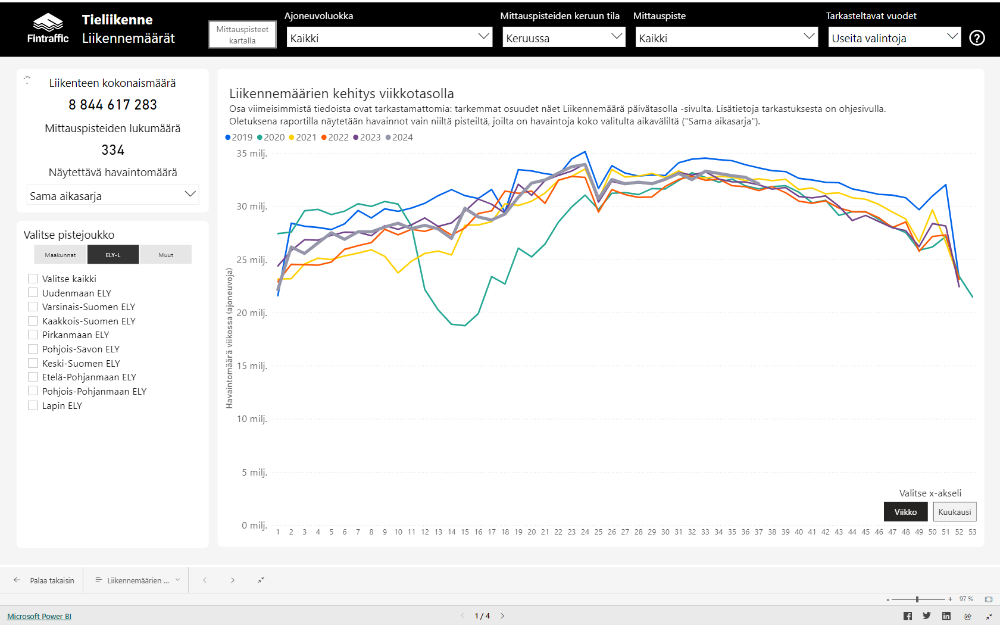 Fintraffic
Tieliikenne
Liikennemäärät
Mittauspisteet
kartalla
Ajoneuvoluokka
Kaikki
Mittauspisteiden keruun tila
Keruussa
Mittauspiste
Kaikki
Tarkasteltavat vuodet
Useita valintoja
?
Liikenteen kokonaismäärä
8 844 617 283
Mittauspisteiden lukumäärä
334
Näytettävä havaintomäärä
Sama aikasarja
Valitse pistejoukko
Maakunnat ELY-L Muut
Valitse kaikki
Uudenmaan ELY
Varsinais-Suomen ELY
Kaakkois-Suomen ELY
Pirkanmaan ELY
Pohjois-Savon ELY
Keski-Suomen ELY
Etelä-Pohjanmaan ELY
Pohjois-Pohjanmaan ELY
Lapin ELY
Liikennemäärien kehitys viikkotasolla
Osa viimeisimmistä tiedoista ovat tarkastamattomia: tarkemmat osuudet näet Liikennemäärä päivätasolla -sivulta. Lisätietoja tarkastuksesta on ohjesivulla.
Oletuksena raportilla näytetään havainnot vain niiltä pisteiltä, joilta on havaintoja koko valitulta aikaväliltä ("Sama aikasarja").
2019 2020 2021 2022 2023 2024
Havaintomäärä viikossa (ajoneuvoja)
35 milj.
30 milj.
25 milj.
20 milj.
15 milj.
10 milj.
5 milj.
0 milj.
1 2 3 4 5 6 7 8 9 10 11 12 13 14 15 16 17 18 19 20 21 22 23 24 25 26 27 28 29 30 31 32 33 34 35 36 37 38 39 40 41 42 43 44 45 46 47 48 49 50 51 52 53
Valitse x-akseli
Viikko Kuukausi
Palaa takaisin
Liikennemäärien ...
- + 97 %
Microsoft Power BI
1 / 4